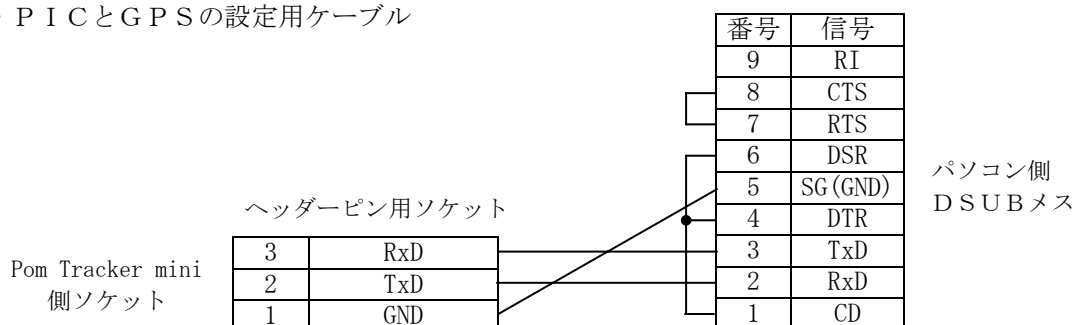 ＰＩＣとＧＰＳの設定用ケーブル
番号 信号
9 RI
8 CTS
7 RTS
6 DSR
5 SG(GND)
4 DTR
3 TxD
2 RxD
1 CD
パソコン側
ＤＳＵＢメス
ヘッダーピン用ソケット
3 RxD
2 TxD
1 GND
Pom Tracker mini
側ソケット